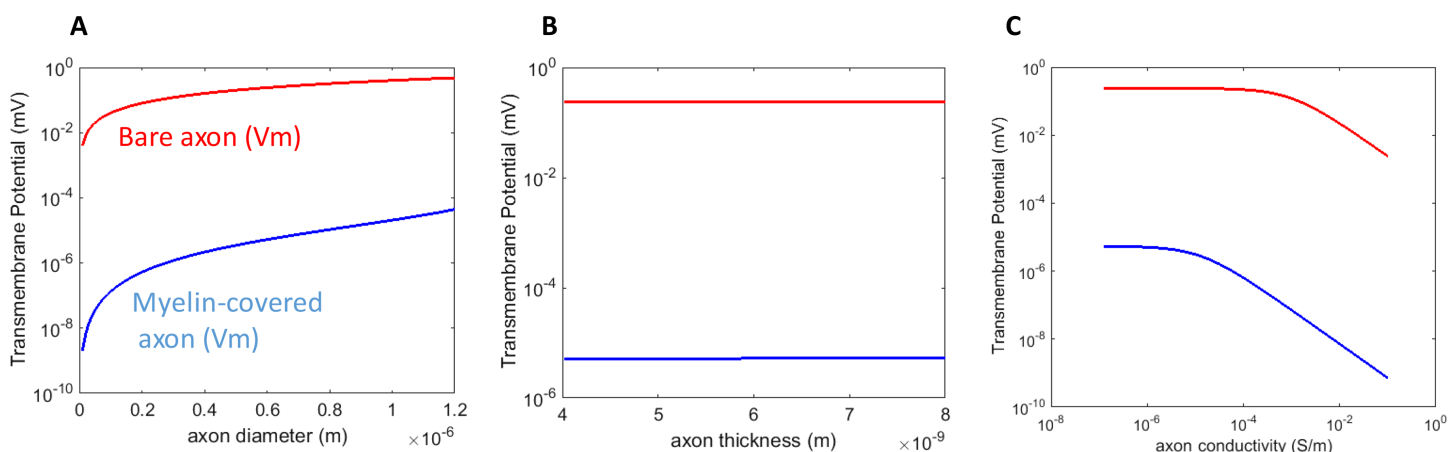 A
B
C
Transmembrane Potential (mV)
10^0
10^-2
10^-4
10^-6
10^-8
10^-10
Bare axon (Vm)
Myelin-covered
axon (Vm)
0
0.2
0.4
0.6
0.8
1
1.2
axon diameter (m)
×10^-6
Transmembrane Potential (mV)
10^0
10^-2
10^-4
10^-6
4
5
6
7
8
axon thickness (m)
×10^-9
Transmembrane Potential (mV)
10^0
10^-2
10^-4
10^-6
10^-8
10^-10
10^-8
10^-6
10^-4
10^-2
10^0
axon conductivity (S/m)